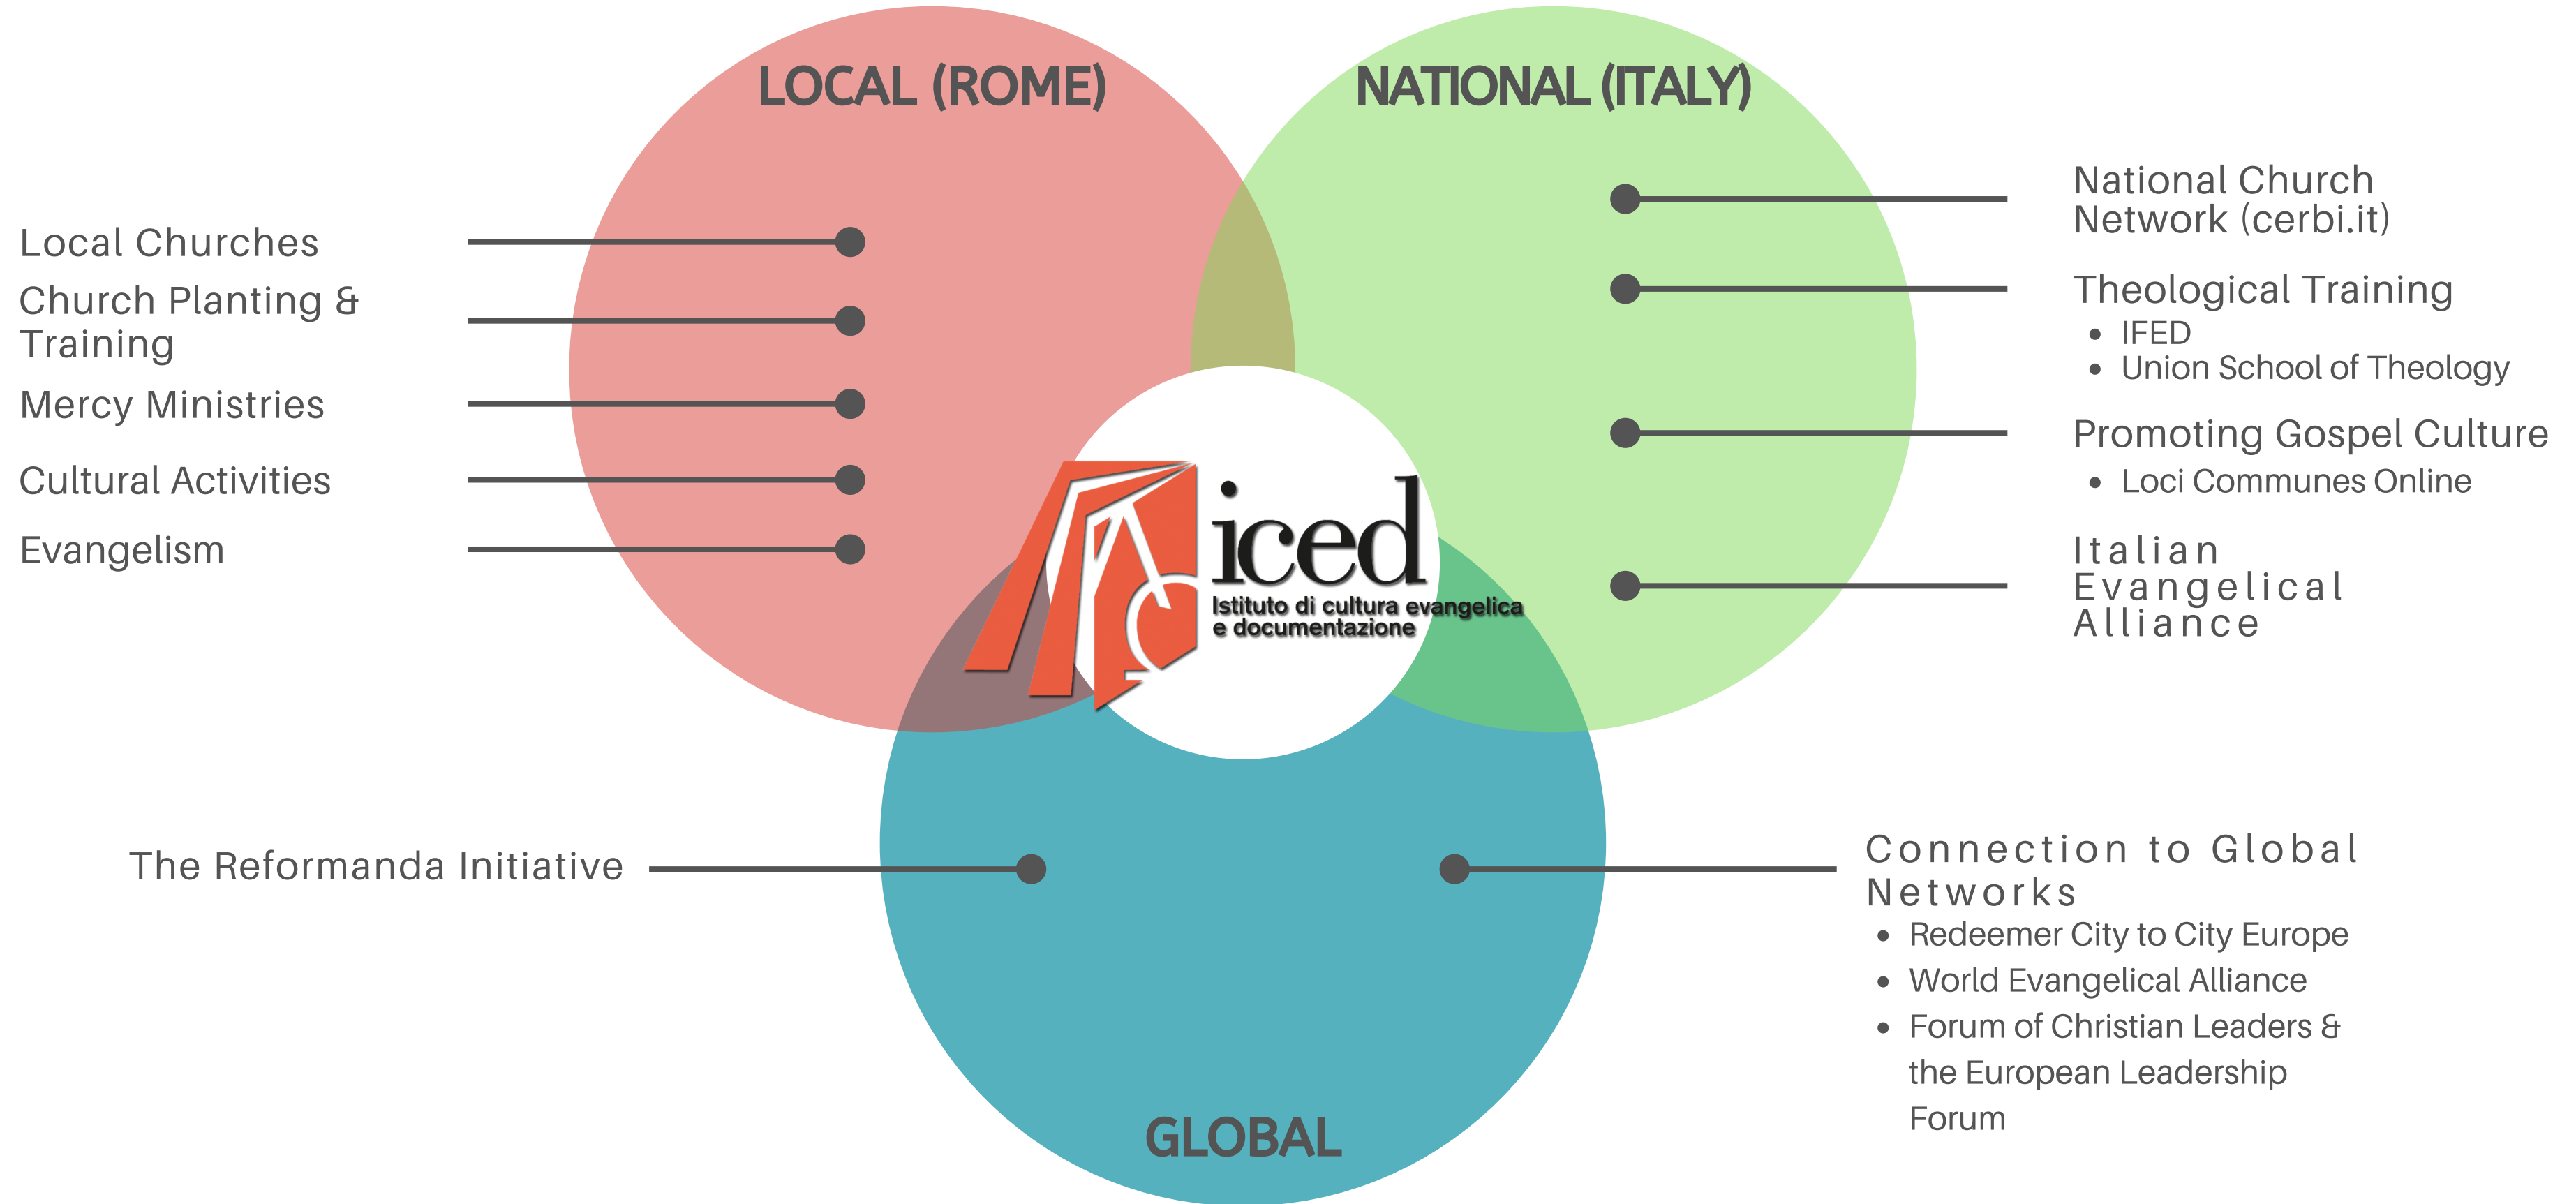 LOCAL (ROME)
Local Churches
Church Planting &
Training
Mercy Ministries
Cultural Activities
Evangelism
NATIONAL (ITALY)
National Church
Network (cerbi.it)
Theological Training
• IFED
• Union School of Theology
Promoting Gospel Culture
• Loci Communes Online
Italian
Evangelical
Alliance
iced
Istituto di cultura evangelica
e documentazione
The Reformanda Initiative
Connection to Global
Networks
• Redeemer City to City Europe
• World Evangelical Alliance
• Forum of Christian Leaders &
the European Leadership
Forum
GLOBAL